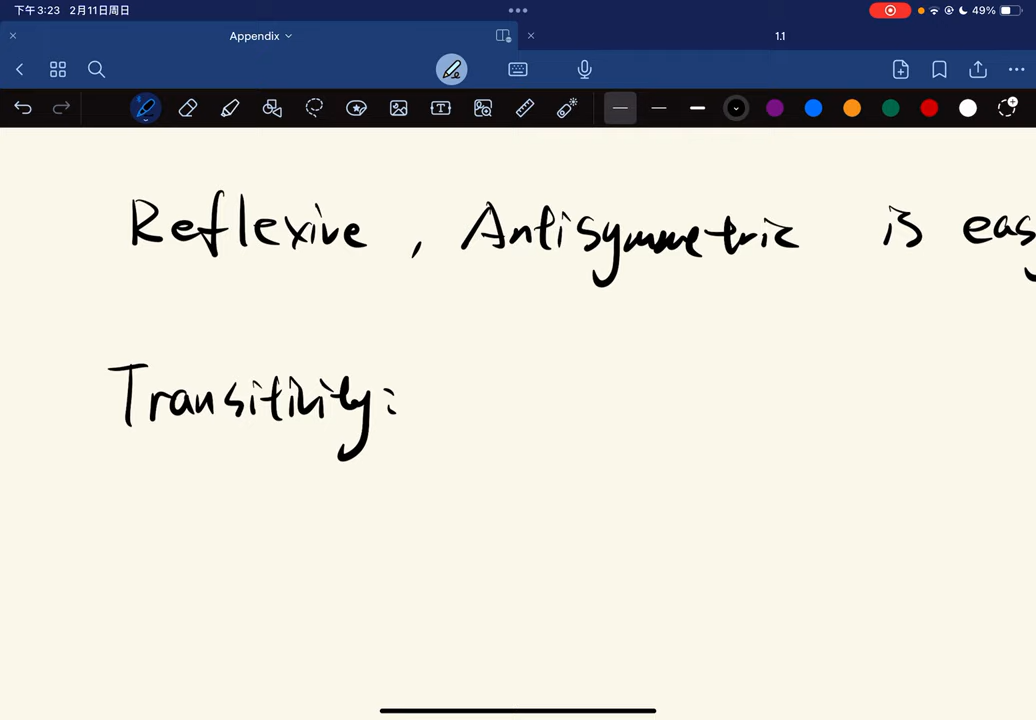 下午3:23 2月11日周日 49%
Appendix 1.1
Reflexive, Antisymmetric is eas
Transitivity: